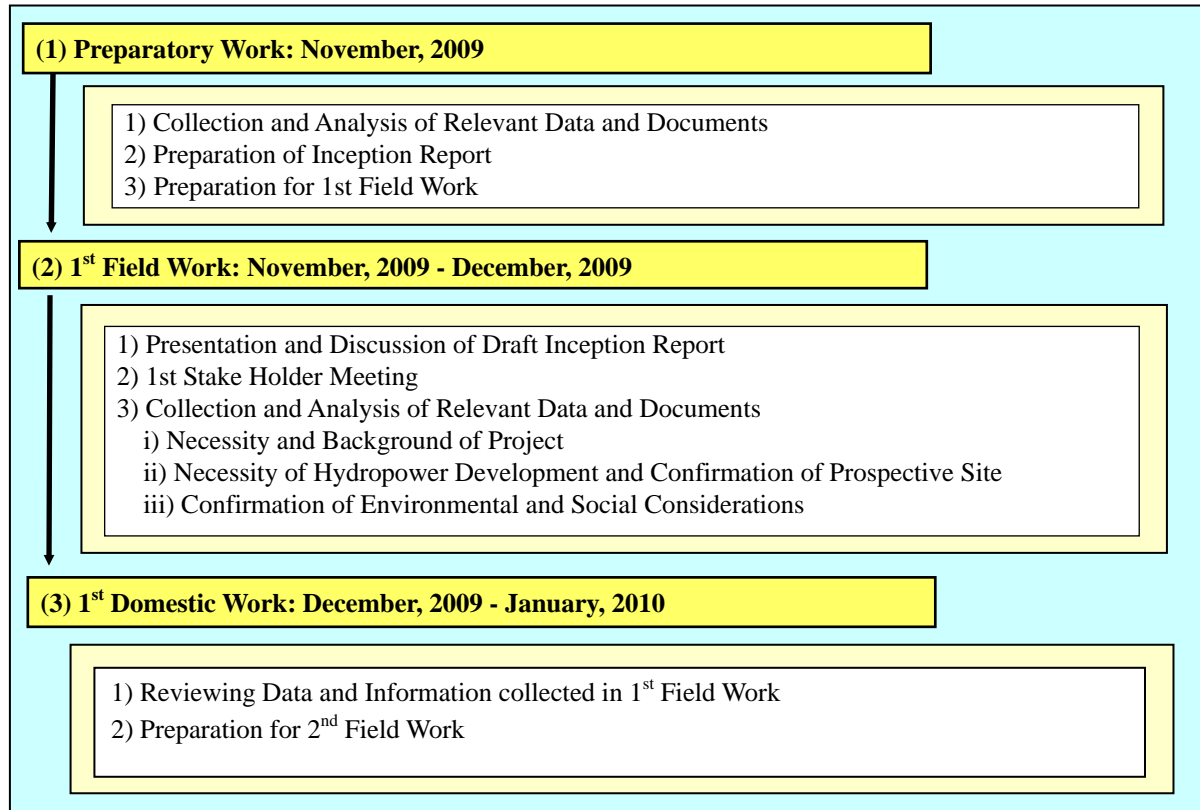 (1) Preparatory Work: November, 2009
1) Collection and Analysis of Relevant Data and Documents
2) Preparation of Inception Report
3) Preparation for 1st Field Work
(2) 1st Field Work: November, 2009 - December, 2009
1) Presentation and Discussion of Draft Inception Report
2) 1st Stake Holder Meeting
3) Collection and Analysis of Relevant Data and Documents
i) Necessity and Background of Project
ii) Necessity of Hydropower Development and Confirmation of Prospective Site
iii) Confirmation of Environmental and Social Considerations
(3) 1st Domestic Work: December, 2009 - January, 2010
1) Reviewing Data and Information collected in 1st Field Work
2) Preparation for 2nd Field Work